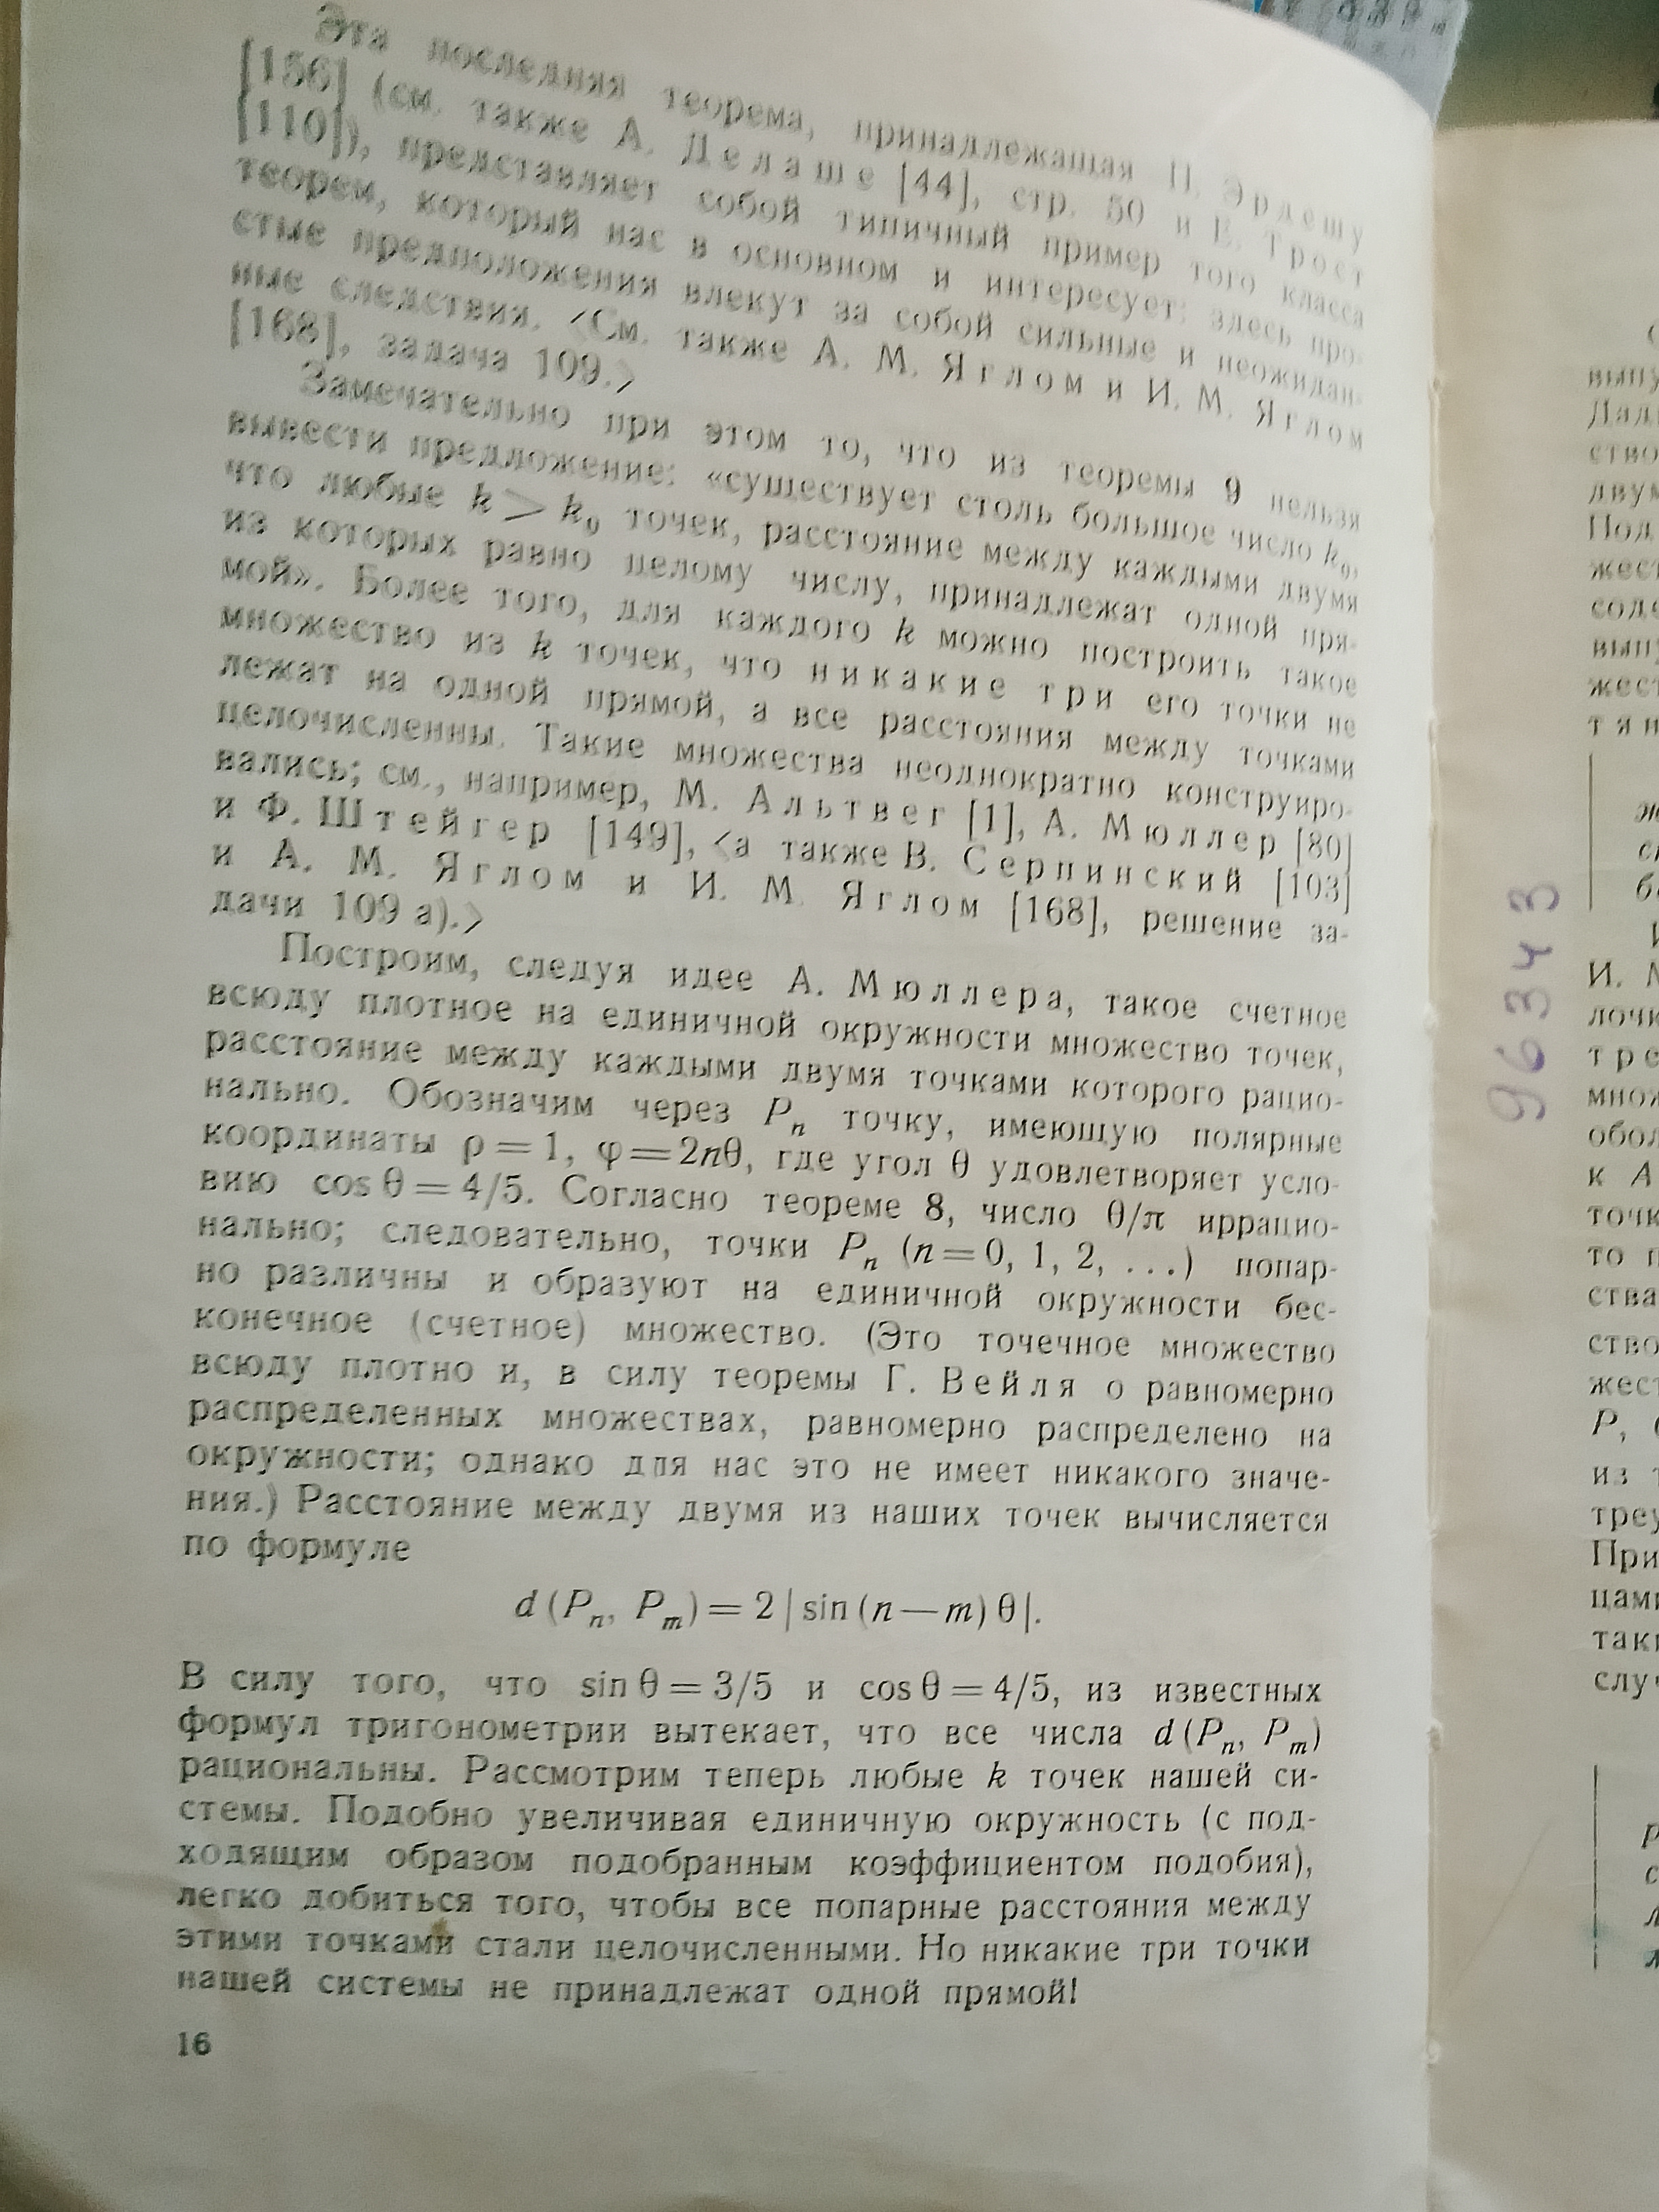 Эта последняя теорема, принадлежащая П. Эрдешу
[156] (см. также А. Делаше [44], стр. 50 и Е. Трост
[110]), представляет собой типичный пример того класса
теорем, который нас в основном и интересует: здесь про-
стые предположения влекут за собой сильные и неожидан-
ные следствия. <См. также А. М. Яглом и И. М. Яглом
[168], задача 109.>
Замечательно при этом то, что из теоремы 9 нельзя
вывести предложение: «существует столь большое число k₀,
что любые k > k₀ точек, расстояние между каждыми двумя
из которых равно целому числу, принадлежат одной пря-
мой». Более того, для каждого k можно построить такое
множество из k точек, что никакие три его точки не
лежат на одной прямой, а все расстояния между точками
целочисленны. Такие множества неоднократно конструиро-
вались; см., например, М. Альтвег [1], А. Мюллер [80]
и Ф. Штейгер [149], <а также В. Серпинский [103]
и А. М. Яглом и И. М. Яглом [168], решение за-
дачи 109 а).>
Построим, следуя идее А. Мюллера, такое счетное
всюду плотное на единичной окружности множество точек,
расстояние между каждыми двумя точками которого рацио-
нально. Обозначим через Pₙ точку, имеющую полярные
координаты ρ = 1, φ = 2nθ, где угол θ удовлетворяет усло-
вию cos θ = 4/5. Согласно теореме 8, число θ/π иррацио-
нально; следовательно, точки Pₙ (n = 0, 1, 2, ...) попар-
но различны и образуют на единичной окружности бес-
конечное (счетное) множество. (Это точечное множество
всюду плотно и, в силу теоремы Г. Вейля о равномерно
распределенных множествах, равномерно распределено на
окружности; однако для нас это не имеет никакого значе-
ния.) Расстояние между двумя из наших точек вычисляется
по формуле
d (Pₙ, Pₘ) = 2 | sin (n — m) θ |.
В силу того, что sin θ = 3/5 и cos θ = 4/5, из известных
формул тригонометрии вытекает, что все числа d (Pₙ, Pₘ)
рациональны. Рассмотрим теперь любые k точек нашей си-
стемы. Подобно увеличивая единичную окружность (с под-
ходящим образом подобранным коэффициентом подобия),
легко добиться того, чтобы все попарные расстояния между
этими точками стали целочисленными. Но никакие три точки
нашей системы не принадлежат одной прямой!
16
96343